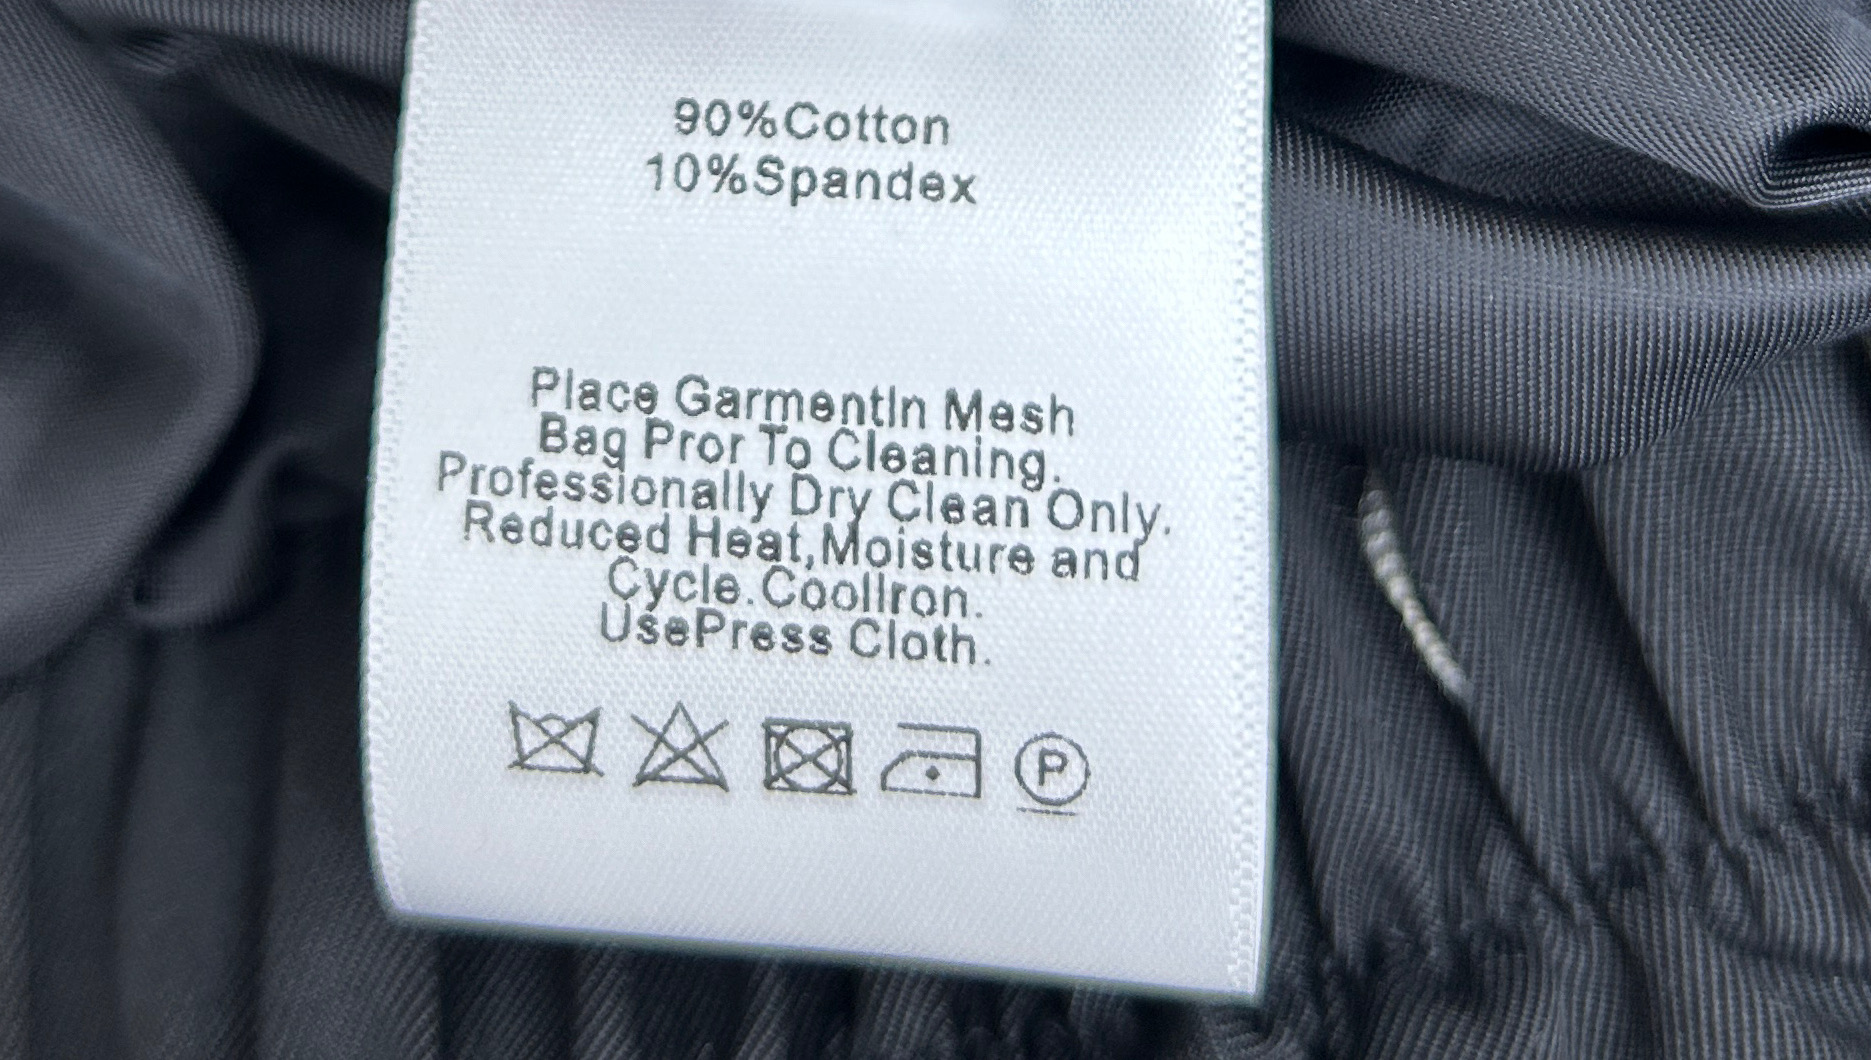 90%Cotton
10%Spandex
Place GarmentIn Mesh
Bag Pror To Cleaning.
Professionally Dry Clean Only.
Reduced Heat,Moisture and
Cycle.CoolIron.
UsePress Cloth.
P